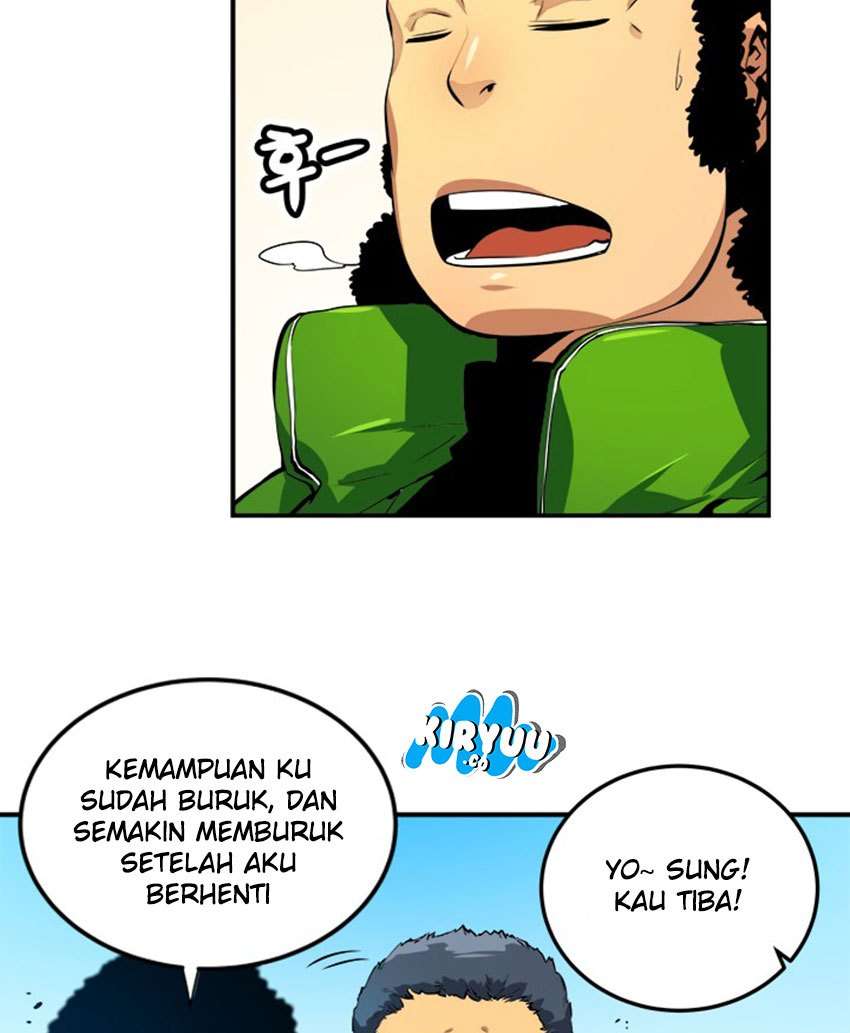 후-
KIRYUU
.CO
KEMAMPUAN KU
SUDAH BURUK, DAN
SEMAKIN MEMBURUK
SETELAH AKU
BERHENTI
YO~ SUNG!
KAU TIBA!